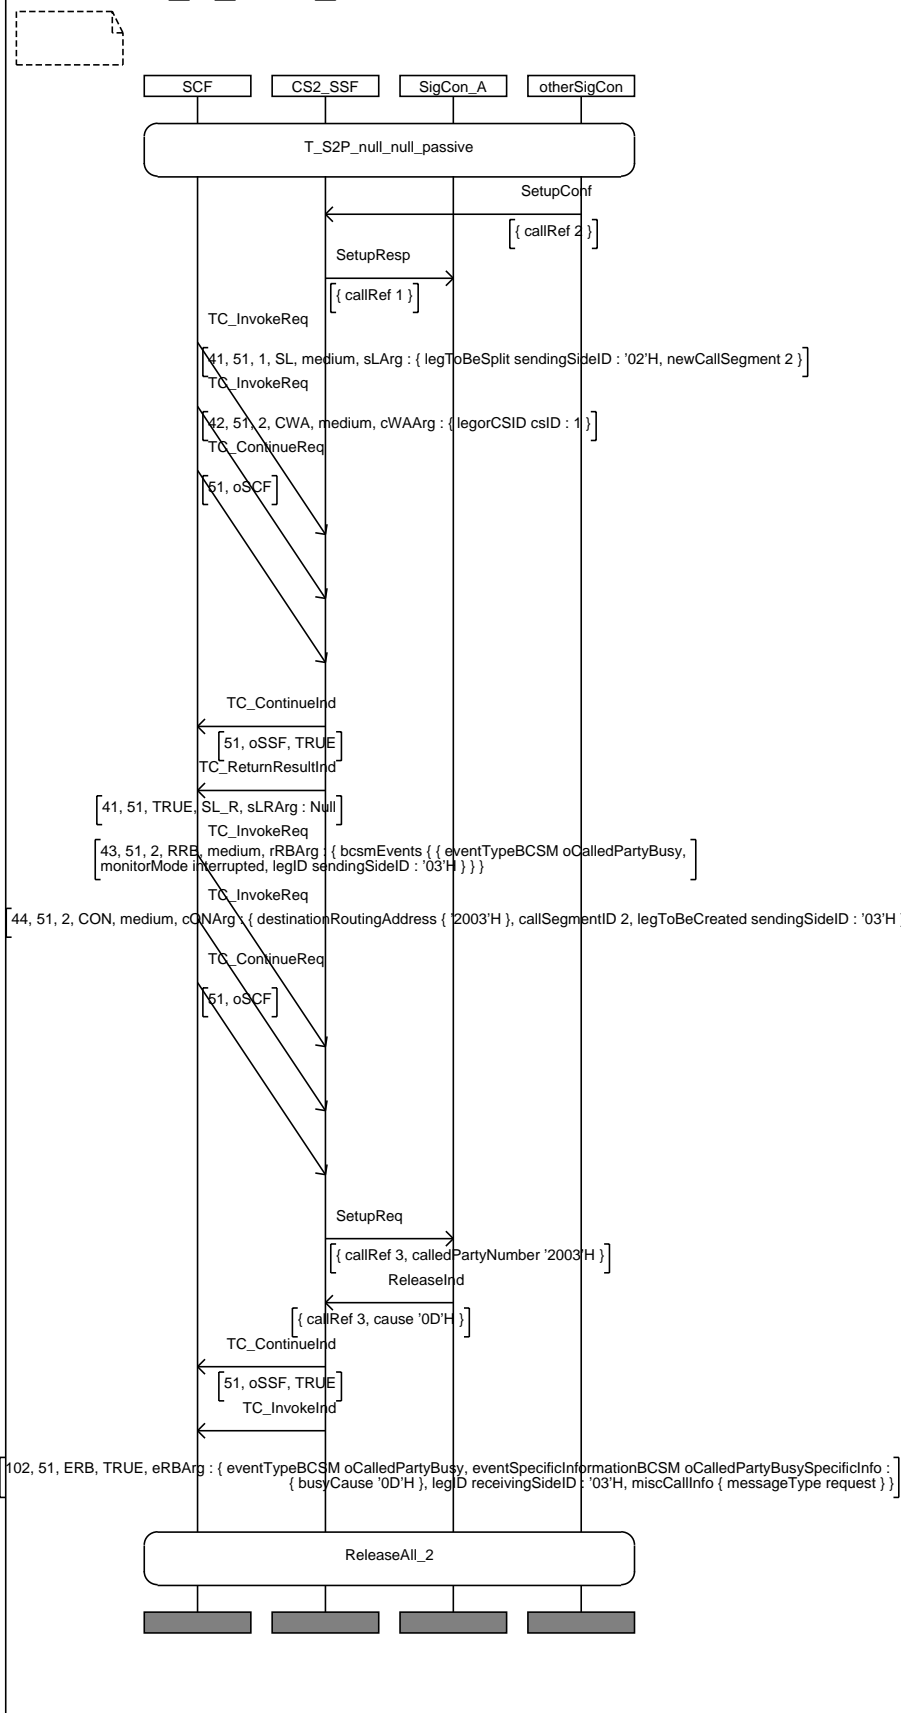 SCF CS2_SSF SigCon_A otherSigCon
T_S2P_null_null_passive
SetupConf
{ callRef 2 }
SetupResp
{ callRef 1 }
TC_InvokeReq
41, 51, 1, SL, medium, sLArg : { legToBeSplit sendingSideID : '02'H, newCallSegment 2 }
TC_InvokeReq
42, 51, 2, CWA, medium, cWAArg : { legorCSID csID : 1 }
TC_ContinueReq
51, oSCF
TC_ContinueInd
51, oSSF, TRUE
TC_ReturnResultInd
41, 51, TRUE, SL_R, sLRArg : Null
TC_InvokeReq
43, 51, 2, RRB, medium, rRBArg : { bcsmEvents { { eventTypeBCSM oCalledPartyBusy,
monitorMode interrupted, legID sendingSideID : '03'H } } }
TC_InvokeReq
44, 51, 2, CON, medium, cONArg : { destinationRoutingAddress { '2003'H }, callSegmentID 2, legToBeCreated sendingSideID : '03'H }
TC_ContinueReq
51, oSCF
SetupReq
{ callRef 3, calledPartyNumber '2003'H }
ReleaseInd
{ callRef 3, cause '0D'H }
TC_ContinueInd
51, oSSF, TRUE
TC_InvokeInd
102, 51, ERB, TRUE, eRBArg : { eventTypeBCSM oCalledPartyBusy, eventSpecificInformationBCSM oCalledPartyBusySpecificInfo :
{ busyCause '0D'H }, legID receivingSideID : '03'H, miscCallInfo { messageType request } }
ReleaseAll_2